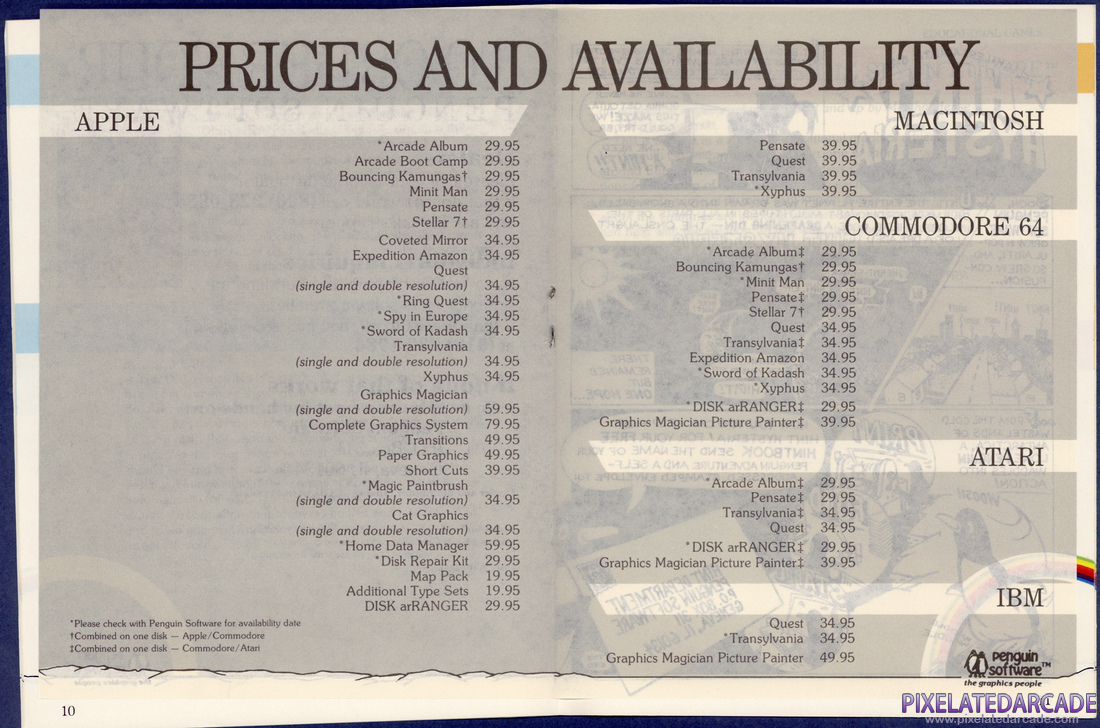 PRICES AND AVAILABILITY
APPLE
*Arcade Album 29.95
Arcade Boot Camp 29.95
Bouncing Kamungas† 29.95
Minit Man 29.95
Pensate 29.95
Stellar 7† 29.95
Coveted Mirror 34.95
Expedition Amazon 34.95
Quest
(single and double resolution) 34.95
*Ring Quest 34.95
*Spy in Europe 34.95
*Sword of Kadash 34.95
Transylvania
(single and double resolution) 34.95
Xyphus 34.95
Graphics Magician
(single and double resolution) 59.95
Complete Graphics System 79.95
Transitions 49.95
Paper Graphics 49.95
Short Cuts 39.95
*Magic Paintbrush
(single and double resolution) 34.95
Cat Graphics
(single and double resolution) 34.95
*Home Data Manager 59.95
*Disk Repair Kit 29.95
Map Pack 19.95
Additional Type Sets 19.95
DISK arRANGER 29.95
*Please check with Penguin Software for availability date
†Combined on one disk — Apple/Commodore
‡Combined on one disk — Commodore/Atari
10
MACINTOSH
Pensate 39.95
Quest 39.95
Transylvania 39.95
*Xyphus 39.95
COMMODORE 64
*Arcade Album‡ 29.95
Bouncing Kamungas† 29.95
*Minit Man 29.95
Pensate‡ 29.95
Stellar 7† 29.95
Quest 34.95
Transylvania‡ 34.95
Expedition Amazon 34.95
*Sword of Kadash 34.95
*Xyphus 34.95
*DISK arRANGER‡ 29.95
Graphics Magician Picture Painter‡ 39.95
ATARI
*Arcade Album‡ 29.95
Pensate‡ 29.95
Transylvania‡ 34.95
Quest 34.95
*DISK arRANGER‡ 29.95
Graphics Magician Picture Painter‡ 39.95
IBM
Quest 34.95
*Transylvania 34.95
Graphics Magician Picture Painter 49.95
penguin
software™
the graphics people
PIXELATEDARCADE
www.pixelatedarcade.com